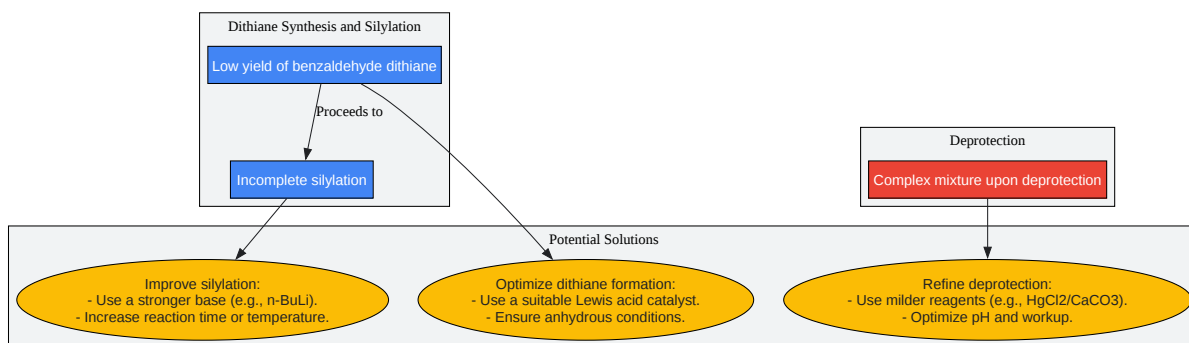 Dithiane Synthesis and Silylation
Low yield of benzaldehyde dithiane
Proceeds to
Incomplete silylation
Deprotection
Complex mixture upon deprotection
Potential Solutions
Improve silylation:
- Use a stronger base (e.g., n-BuLi).
- Increase reaction time or temperature.
Optimize dithiane formation:
- Use a suitable Lewis acid catalyst.
- Ensure anhydrous conditions.
Refine deprotection:
- Use milder reagents (e.g., HgCl2/CaCO3).
- Optimize pH and workup.